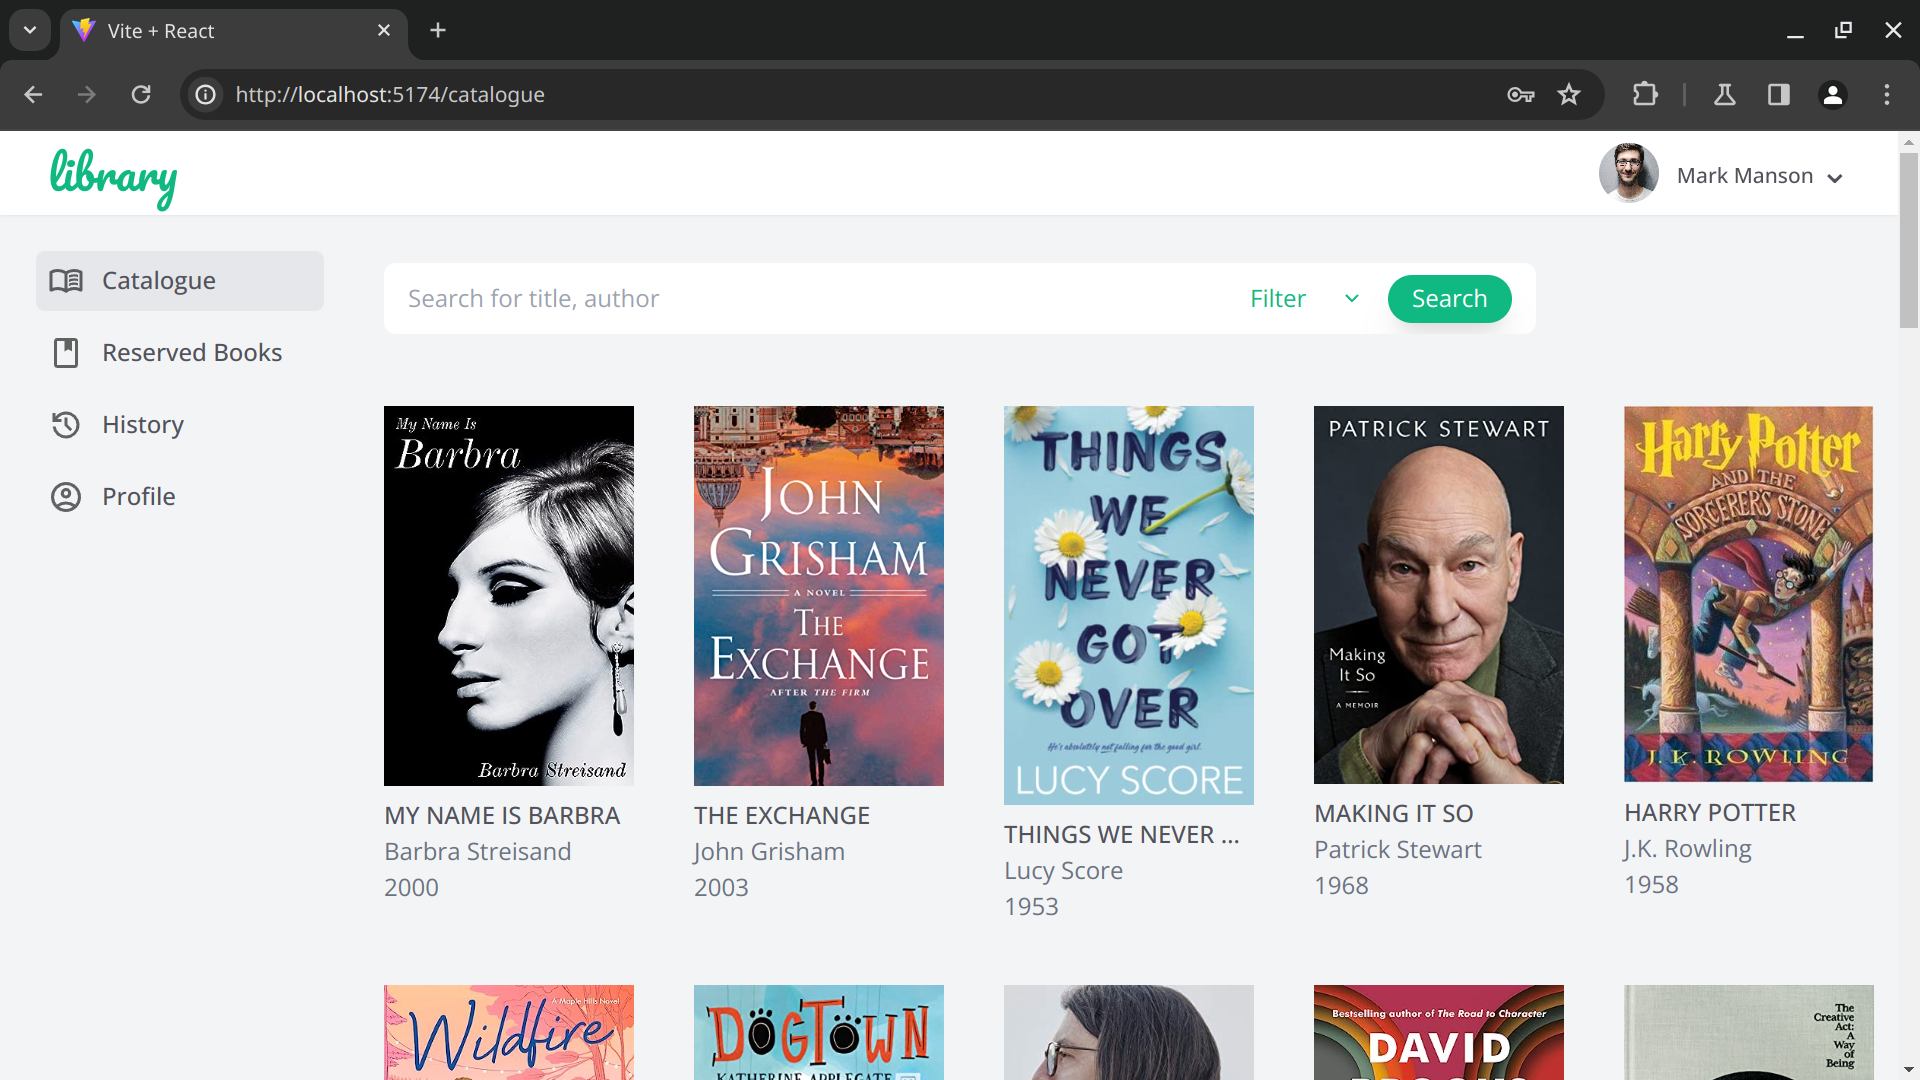 Vite + React
http://localhost:5174/catalogue
library
Mark Manson
Catalogue
Reserved Books
History
Profile
Search for title, author
Filter
Search
My Name Is
Barbra
Barbra Streisand
MY NAME IS BARBRA
Barbra Streisand
2000
JOHN
GRISHAM
A NOVEL
THE
EXCHANGE
AFTER THE FIRM
THE EXCHANGE
John Grisham
2003
THINGS
WE
NEVER
GOT
OVER
He's absolutely not falling for the good girl.
LUCY SCORE
THINGS WE NEVER ...
Lucy Score
1953
PATRICK STEWART
Making
It So
A MEMOIR
MAKING IT SO
Patrick Stewart
1968
Harry Potter
AND THE
SORCERER'S STONE
J.K. ROWLING
HARRY POTTER
J.K. Rowling
1958
A Maple Hills Novel
Wildfire
DOGTOWN
KATHERINE APPLEGATE
Bestselling author of The Road to Character
DAVID
BROOKS
The
Creative
Act:
A
Way
of
Being